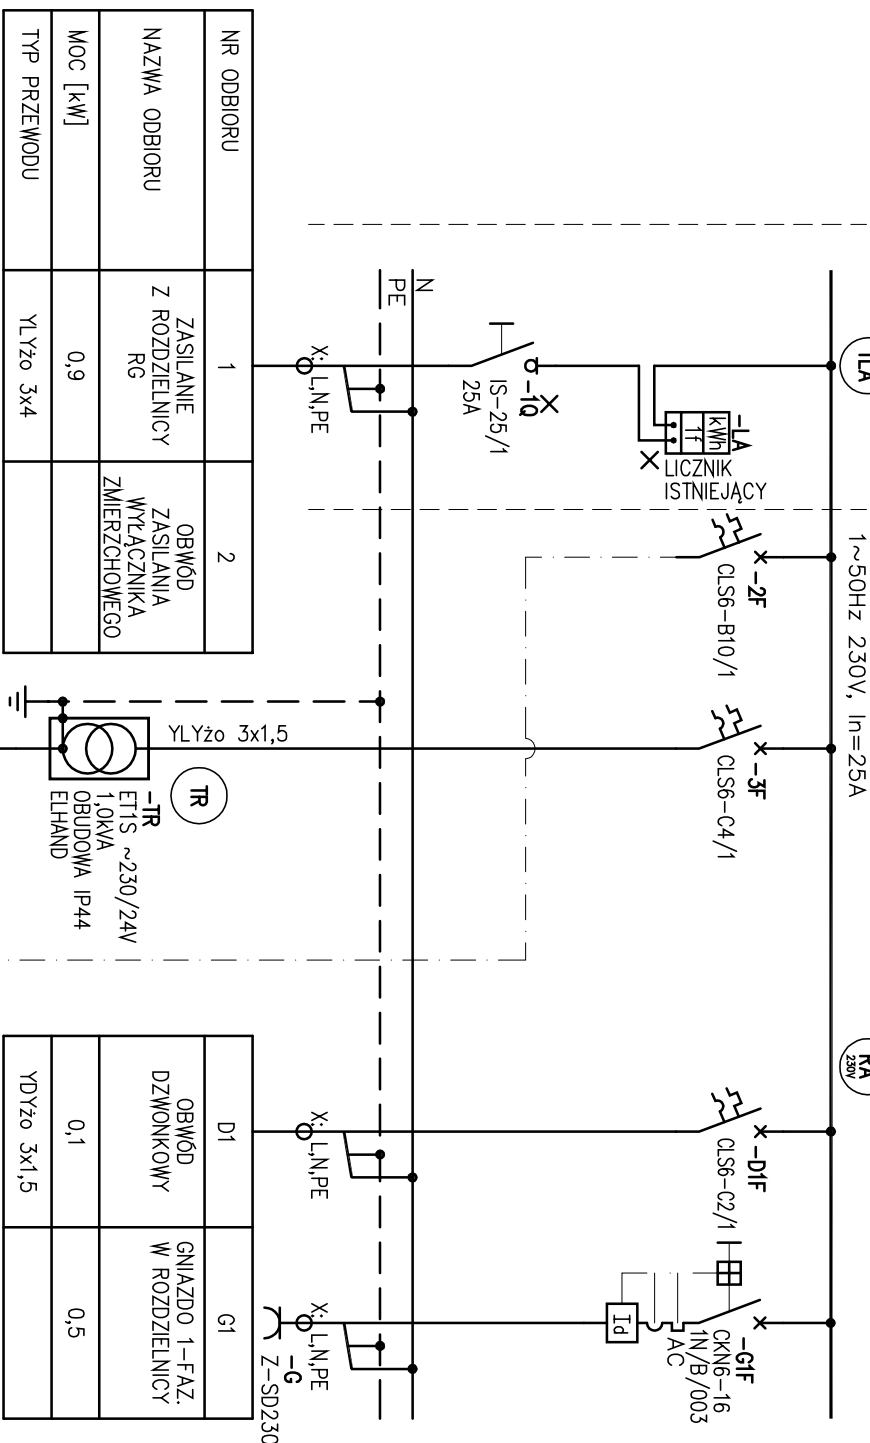 TLA
1~50Hz 230V, In=25A
RA
230V
-LA
kWh
1f
LICZNIK
ISTNIEJĄCY
-1Q
IS-25/1
25A
-2F
CLS6-B10/1
-3F
CLS6-C4/1
-D1F
CLS6-C2/1
-G1F
CKN6-16
1N/B/003
AC
Id
N
PE
X: L,N,PE
X: L,N,PE
X: L,N,PE
-G
Z-SD230
YLYżo 3x1,5
TR
-TR
ET1S ~230/24V
1,0kVA
OBUDOWA IP44
ELHAND
NR ODBIORU
1
2
D1
G1
NAZWA ODBIORU
ZASILANIE
Z ROZDZIELNICY
RG
OBWÓD
ZASILANIA
WYŁĄCZNIKA
ZMIERZCHOWEGO
OBWÓD
DZWONKOWY
GNIAZDO 1-FAZ.
W ROZDZIELNICY
MOC [kW]
0,9
0,1
0,5
TYP PRZEWODU
YLYżo 3x4
YDYżo 3x1,5